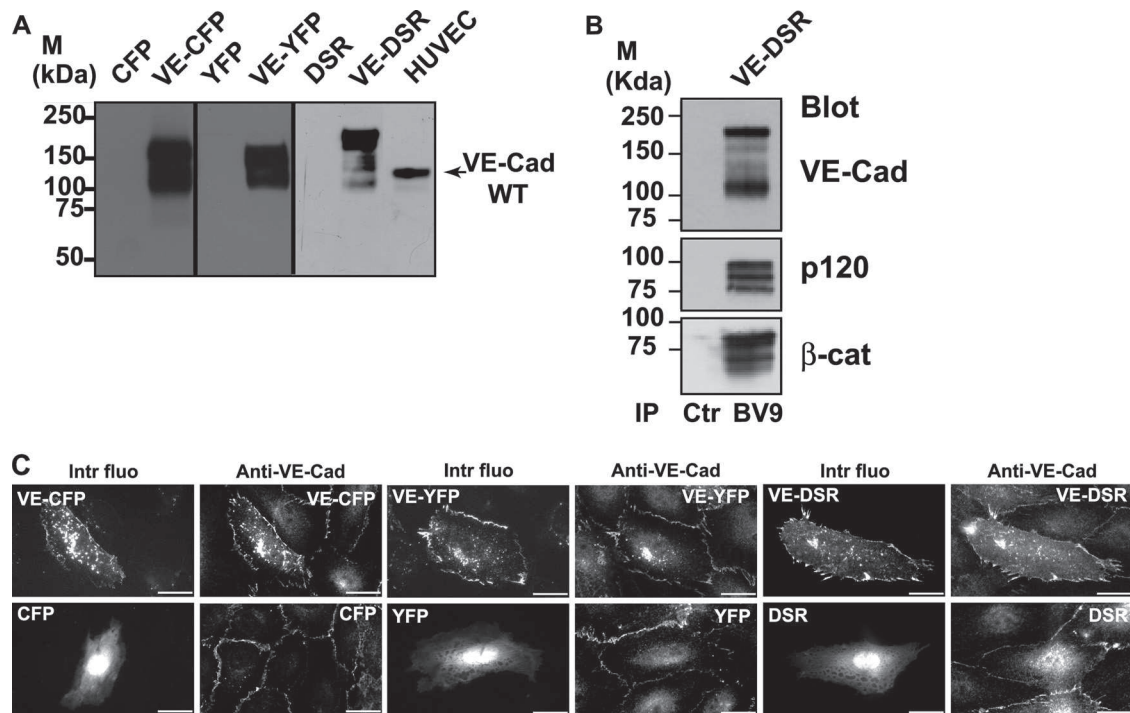 A
M
(kDa)
CFP
VE-CFP
YFP
VE-YFP
DSR
VE-DSR
HUVEC
250
150
100
75
50
VE-Cad
WT
B
M
(Kda)
VE-DSR
Blot
250
150
100
75
VE-Cad
100
75
p120
100
75
β-cat
IP Ctr BV9
C
Intr fluo Anti-VE-Cad Intr fluo Anti-VE-Cad Intr fluo Anti-VE-Cad
VE-CFP VE-CFP VE-YFP VE-YFP VE-DSR VE-DSR
CFP CFP YFP YFP DSR DSR